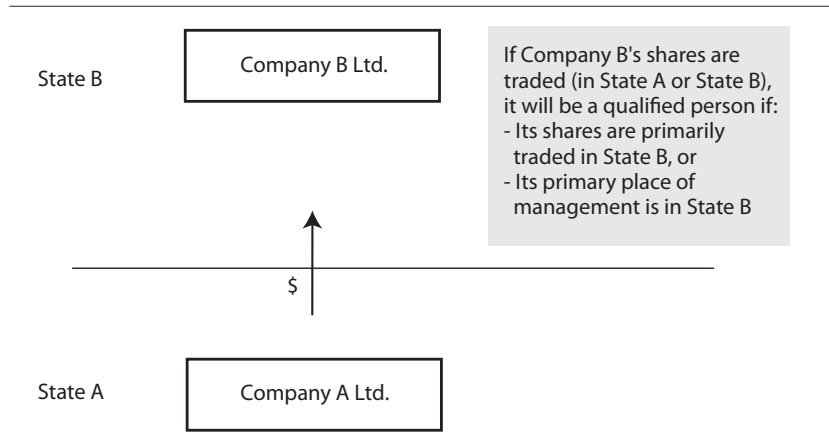 State B
Company B Ltd.
If Company B's shares are
traded (in State A or State B),
it will be a qualified person if:
- Its shares are primarily
traded in State B, or
- Its primary place of
management is in State B
$
State A
Company A Ltd.